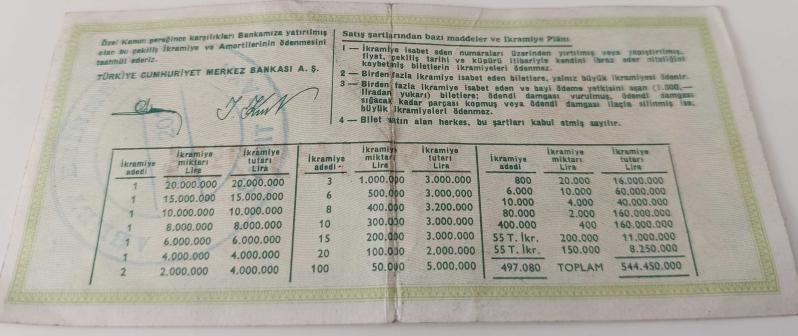 Özel Kanun gereğince karşılıkları Bankamıza yatırılmış
olan bu çekiliş İkramiye ve Amortilerinin ödenmesini
taahhüt ederiz.
TÜRKİYE CUMHURİYET MERKEZ BANKASI A. Ş.
Satış şartlarından bazı maddeler ve İkramiye Plânı
1 — İkramiye isabet eden numaraları üzerinden yırtılmış veya yapıştırılmış,
fiyat, çekiliş tarihi ve küpürü itibariyle kendini ibraz eder niteliğini
kaybetmiş biletlerin ikramiyeleri ödenmez.
2 — Birden fazla ikramiye isabet eden biletlere, yalnız büyük ikramiyesi ödenir.
3 — Birden fazla ikramiye isabet eden ve bayi ödeme yetkisini aşan (1.000.—
liradan yukarı) biletlere; ödendi damgası vurulmuş, ödendi damgası
sığacak kadar parçası kopmuş veya ödendi damgası ilaçla silinmiş ise,
büyük ikramiyeleri ödenmez.
4 — Bilet satın alan herkes, bu şartları kabul etmiş sayılır.
İkramiye adedi İkramiye miktarı Lira İkramiye tutarı Lira
1 20.000.000 20.000.000
1 15.000.000 15.000.000
1 10.000.000 10.000.000
1 8.000.000 8.000.000
1 6.000.000 6.000.000
1 4.000.000 4.000.000
2 2.000.000 4.000.000
İkramiye adedi İkramiye miktarı Lira İkramiye tutarı Lira
3 1.000.000 3.000.000
6 500.000 3.000.000
8 400.000 3.200.000
10 300.000 3.000.000
15 200.000 3.000.000
20 100.000 2.000.000
100 50.000 5.000.000
İkramiye adedi İkramiye miktarı Lira İkramiye tutarı Lira
800 20.000 16.000.000
6.000 10.000 60.000.000
10.000 4.000 40.000.000
80.000 2.000 160.000.000
400.000 400 160.000.000
55 T. İkr. 200.000 11.000.000
55 T. İkr. 150.000 8.250.000
497.080 TOPLAM 544.450.000